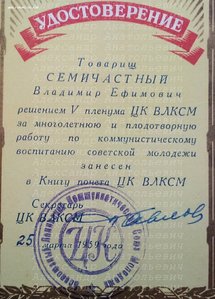 УДОСТОВЕРЕНИЕ
Товарищ
СЕМИЧАСТНЫЙ
Владимир Ефимович
решением V пленума ЦК ВЛКСМ
за многолетнюю и плодотворную
работу по коммунистическому
воспитанию советской молодежи
занесен
в Книгу почета ЦК ВЛКСМ
Секретарь
ЦК ВЛКСМ
25 марта 1959 года
ЦК